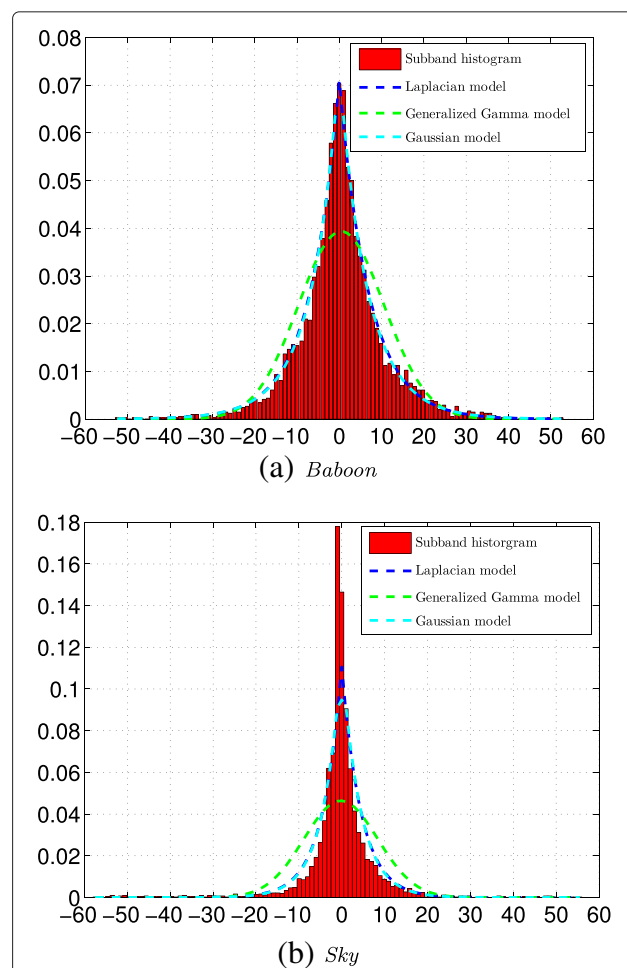 0.08
0.07
0.06
0.05
0.04
0.03
0.02
0.01
0
Subband histogram
Laplacian model
Generalized Gamma model
Gaussian model
−60 −50 −40 −30 −20 −10 0 10 20 30 40 50 60
(a) Baboon
0.18
0.16
0.14
0.12
0.1
0.08
0.06
0.04
0.02
0
Subband historgram
Laplacian model
Generalized Gamma model
Gaussian model
−60 −50 −40 −30 −20 −10 0 10 20 30 40 50 60
(b) Sky